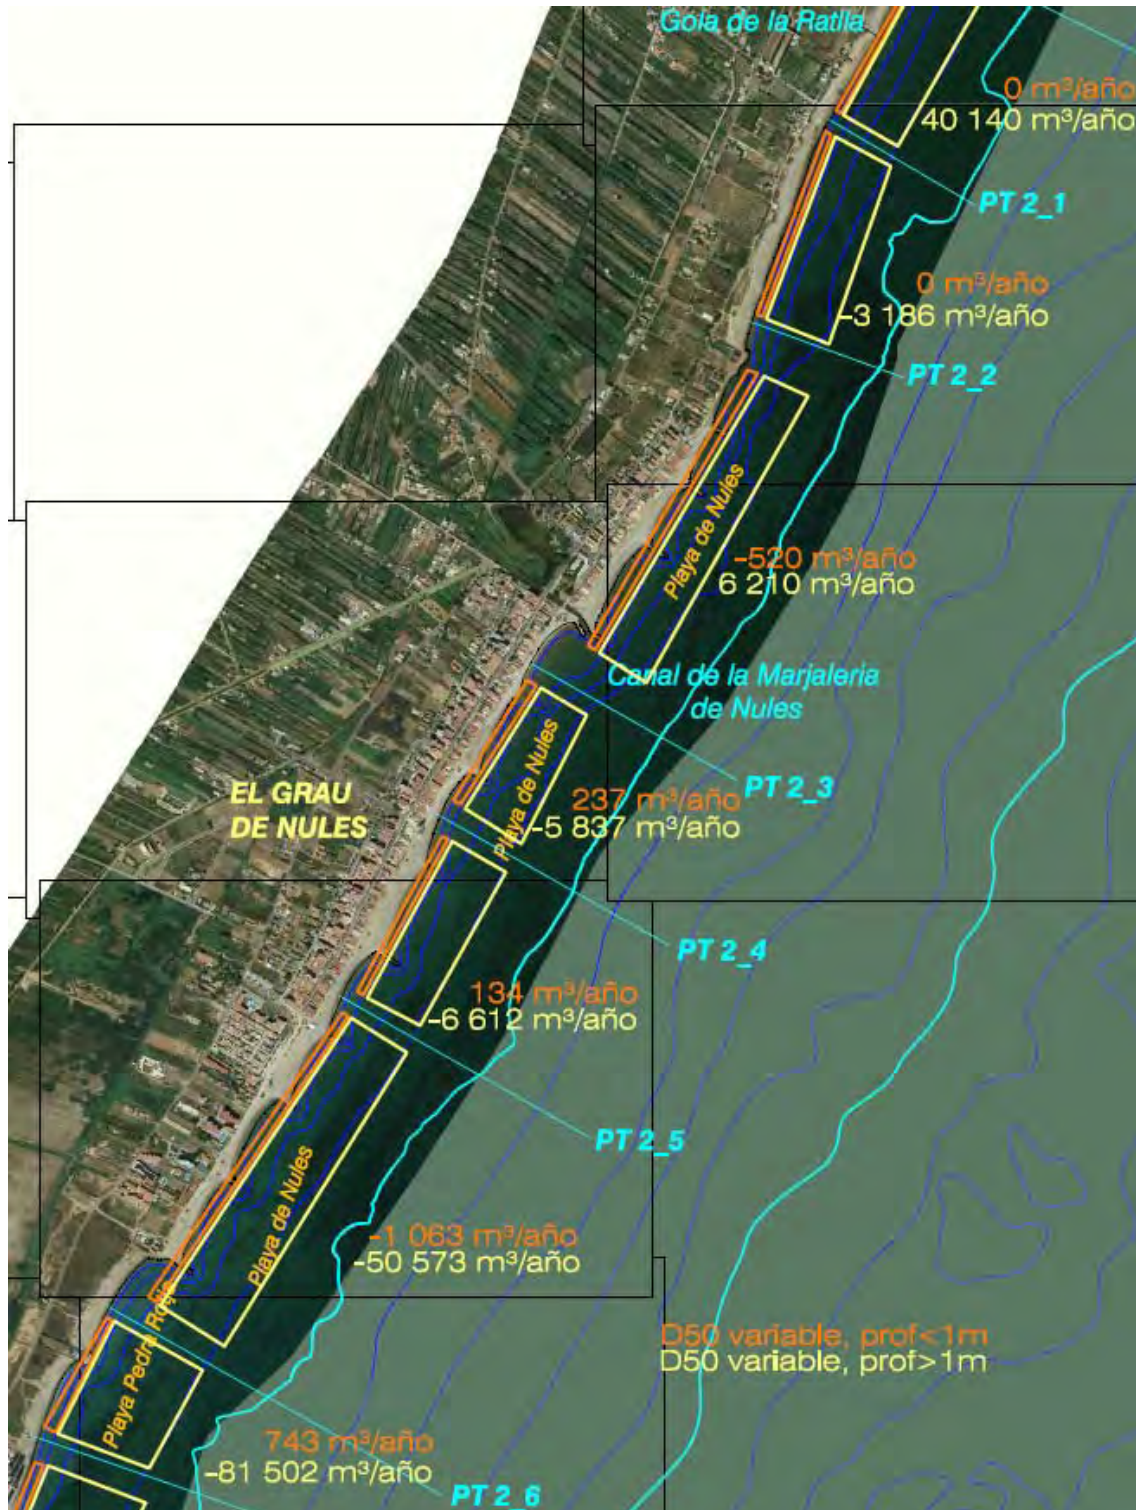 Gola de la Ratlla
0 m³/año
40 140 m³/año
PT 2_1
0 m³/año
-3 186 m³/año
PT 2_2
Playa de Nules
-520 m³/año
6 210 m³/año
Canal de la Marjaleria
de Nules
Playa de Nules
PT 2_3
EL GRAU
DE NULES
237 m³/año
-5 837 m³/año
PT 2_4
134 m³/año
-6 612 m³/año
PT 2_5
Playa de Nules
-1 063 m³/año
-50 573 m³/año
D50 variable, prof<1m
D50 variable, prof>1m
Playa Pedra Roja
743 m³/año
-81 502 m³/año
PT 2_6